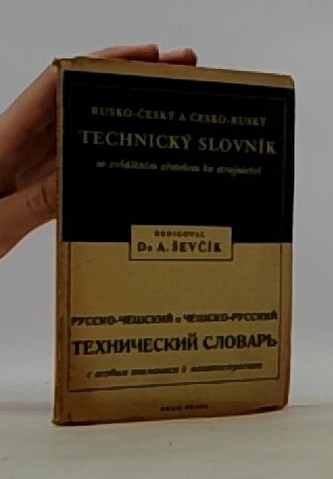 RUSKO-ČESKÝ A ČESKO-RUSKÝ
TECHNICKÝ SLOVNÍK
se zvláštním zřetelem ke strojnictví
REDIGOVAL
Dr A. ŠEVČÍK
РУССКО-ЧЕШСКИЙ и ЧЕШСКО-РУССКИЙ
ТЕХНИЧЕСКИЙ СЛОВАРЬ
с особым